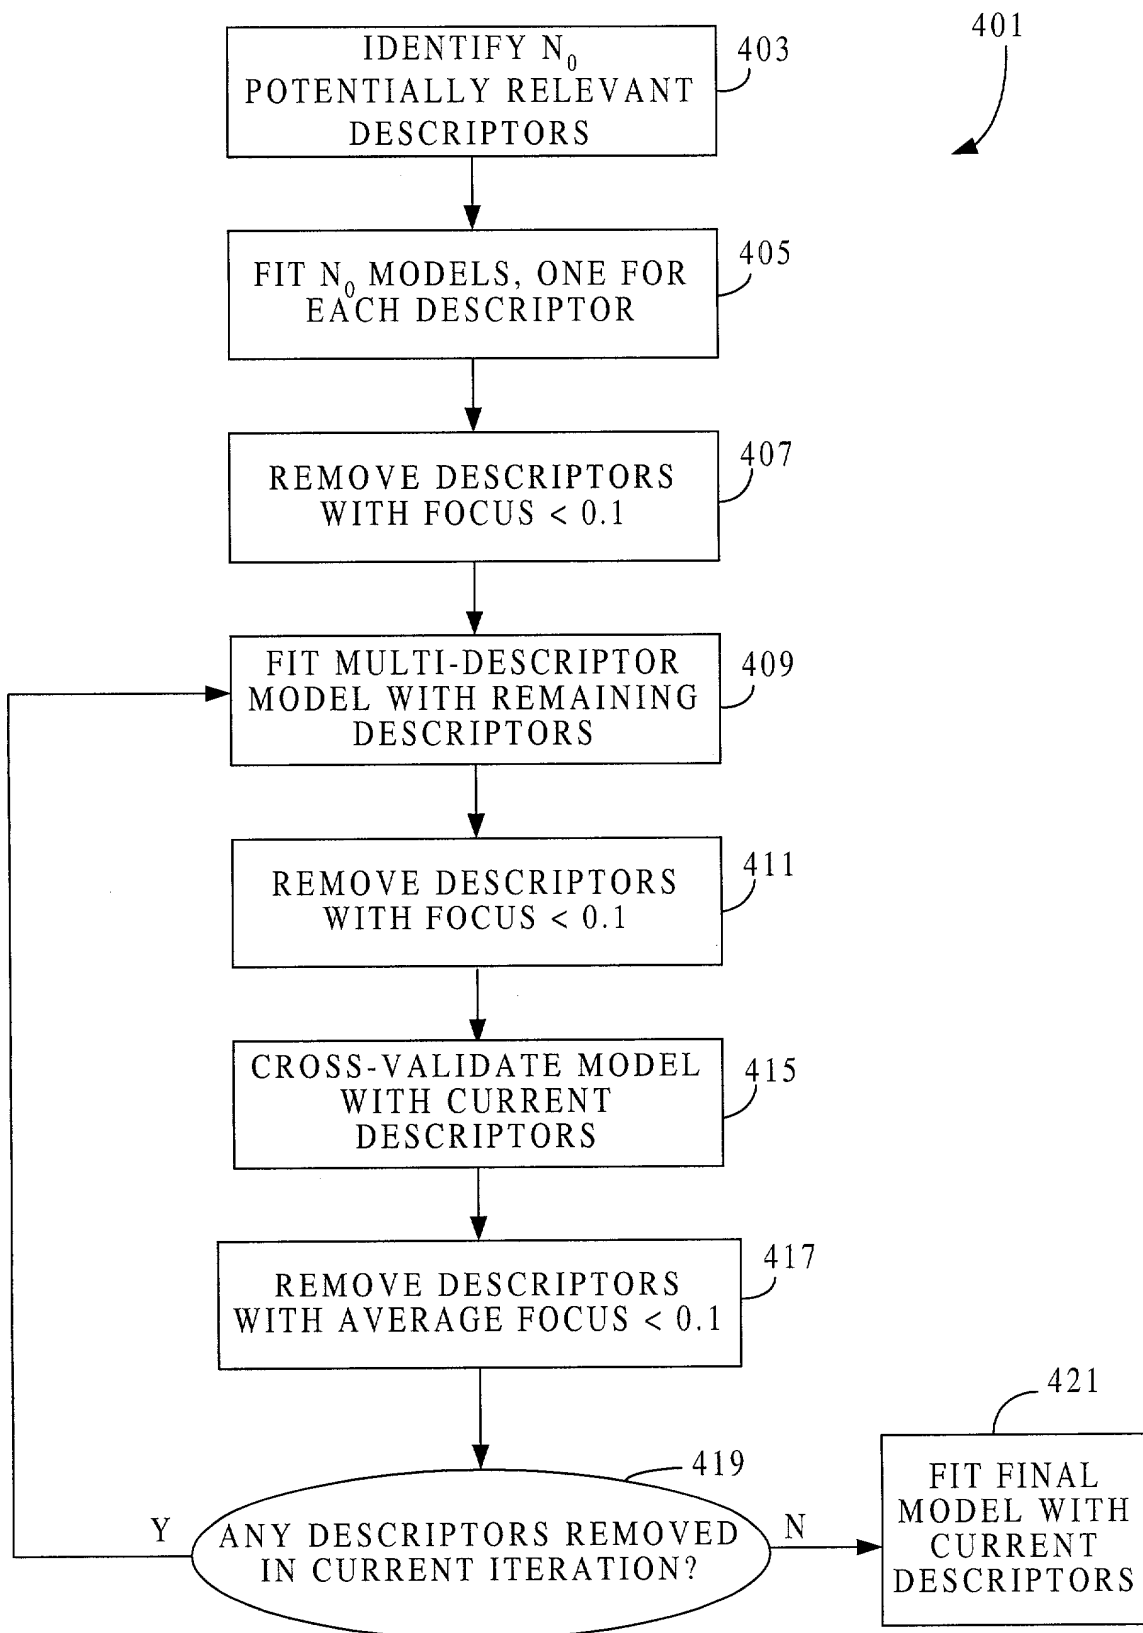 401
IDENTIFY N₀
POTENTIALLY RELEVANT
DESCRIPTORS
403
FIT N₀ MODELS, ONE FOR
EACH DESCRIPTOR
405
REMOVE DESCRIPTORS
WITH FOCUS < 0.1
407
FIT MULTI-DESCRIPTOR
MODEL WITH REMAINING
DESCRIPTORS
409
REMOVE DESCRIPTORS
WITH FOCUS < 0.1
411
CROSS-VALIDATE MODEL
WITH CURRENT
DESCRIPTORS
415
REMOVE DESCRIPTORS
WITH AVERAGE FOCUS < 0.1
417
ANY DESCRIPTORS REMOVED
IN CURRENT ITERATION?
419
Y
N
421
FIT FINAL
MODEL WITH
CURRENT
DESCRIPTORS